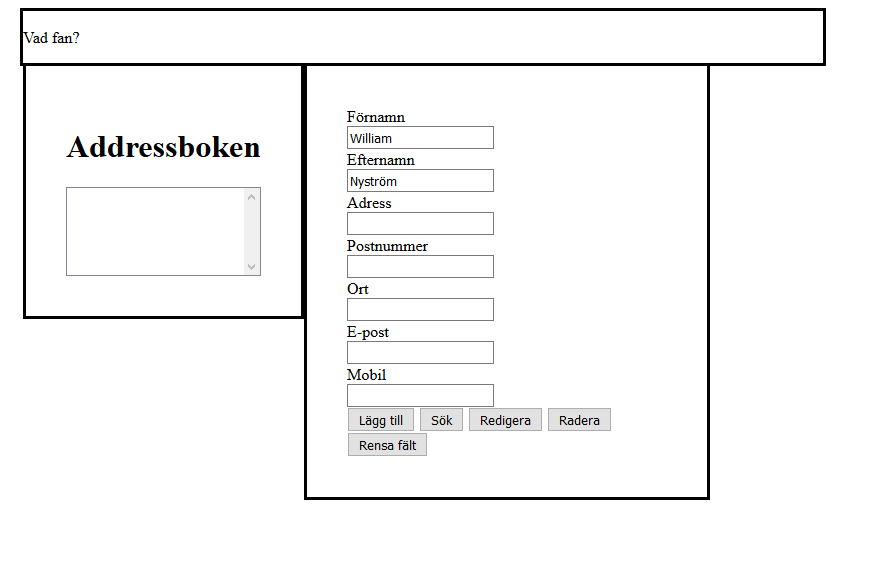 Vad fan?
Addressboken
Förnamn
William
Efternamn
Nyström
Adress
Postnummer
Ort
E-post
Mobil
Lägg till Sök Redigera Radera
Rensa fält